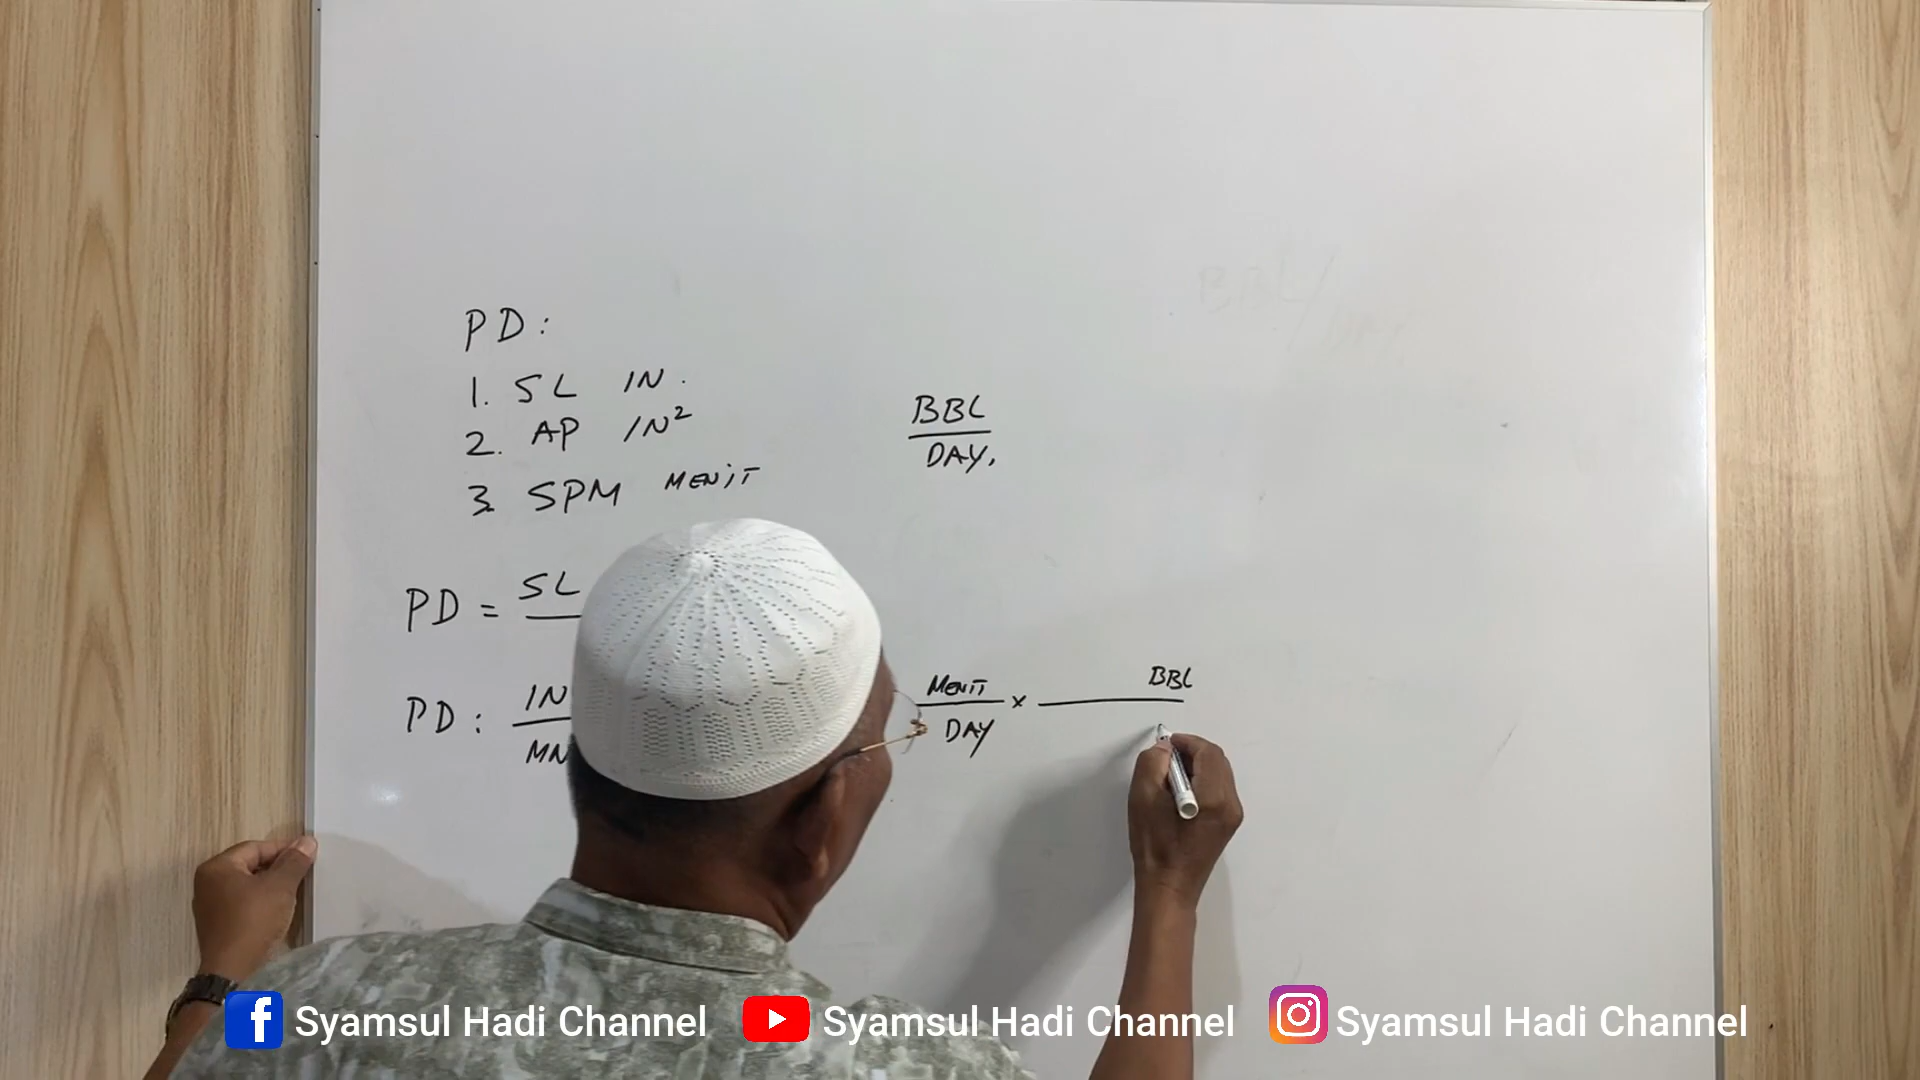 PD:
1. SL IN.
2. AP IN²
3. SPM MENIT
BBL
DAY.
PD = SL
PD: IN MENIT × BBL
MN DAY
Syamsul Hadi Channel Syamsul Hadi Channel Syamsul Hadi Channel